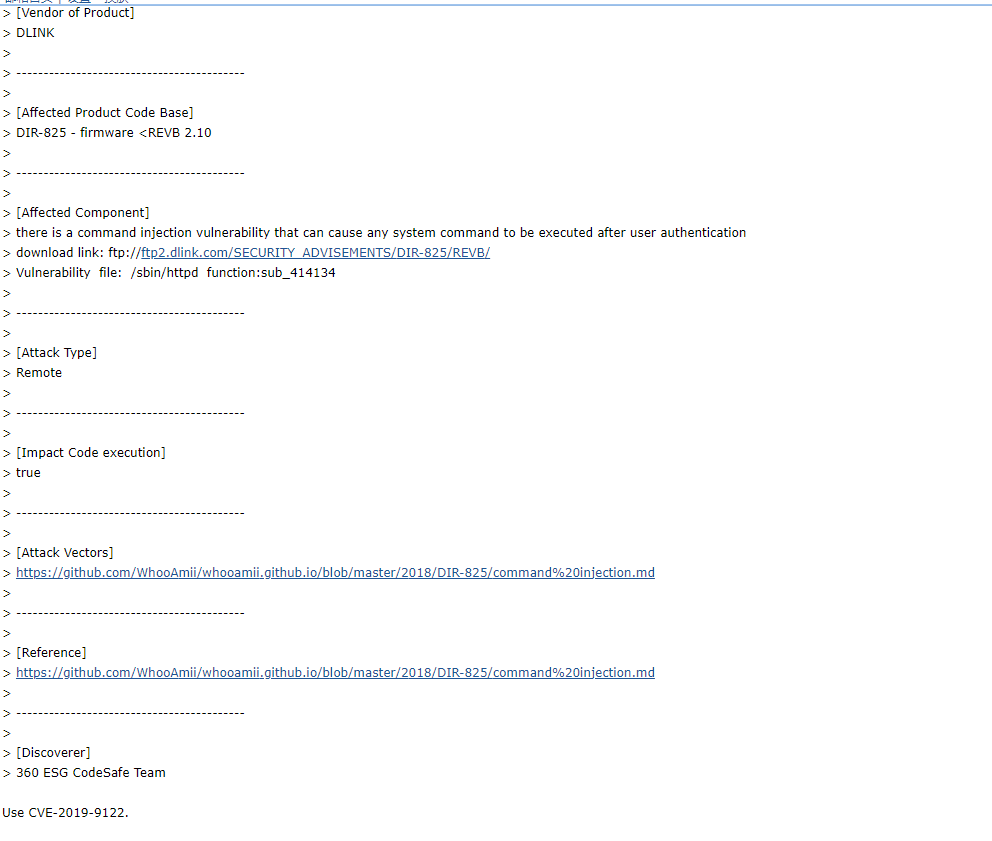 > [Vendor of Product]
> DLINK
>
> ------------------------------------------
>
> [Affected Product Code Base]
> DIR-825 - firmware <REVB 2.10
>
> ------------------------------------------
>
> [Affected Component]
> there is a command injection vulnerability that can cause any system command to be executed after user authentication
> download link: ftp://ftp2.dlink.com/SECURITY_ADVISEMENTS/DIR-825/REVB/
> Vulnerability  file:  /sbin/httpd  function:sub_414134
>
> ------------------------------------------
>
> [Attack Type]
> Remote
>
> ------------------------------------------
>
> [Impact Code execution]
> true
>
> ------------------------------------------
>
> [Attack Vectors]
> https://github.com/WhooAmii/whooamii.github.io/blob/master/2018/DIR-825/command%20injection.md
>
> ------------------------------------------
>
> [Reference]
> https://github.com/WhooAmii/whooamii.github.io/blob/master/2018/DIR-825/command%20injection.md
>
> ------------------------------------------
>
> [Discoverer]
> 360 ESG CodeSafe Team

Use CVE-2019-9122.